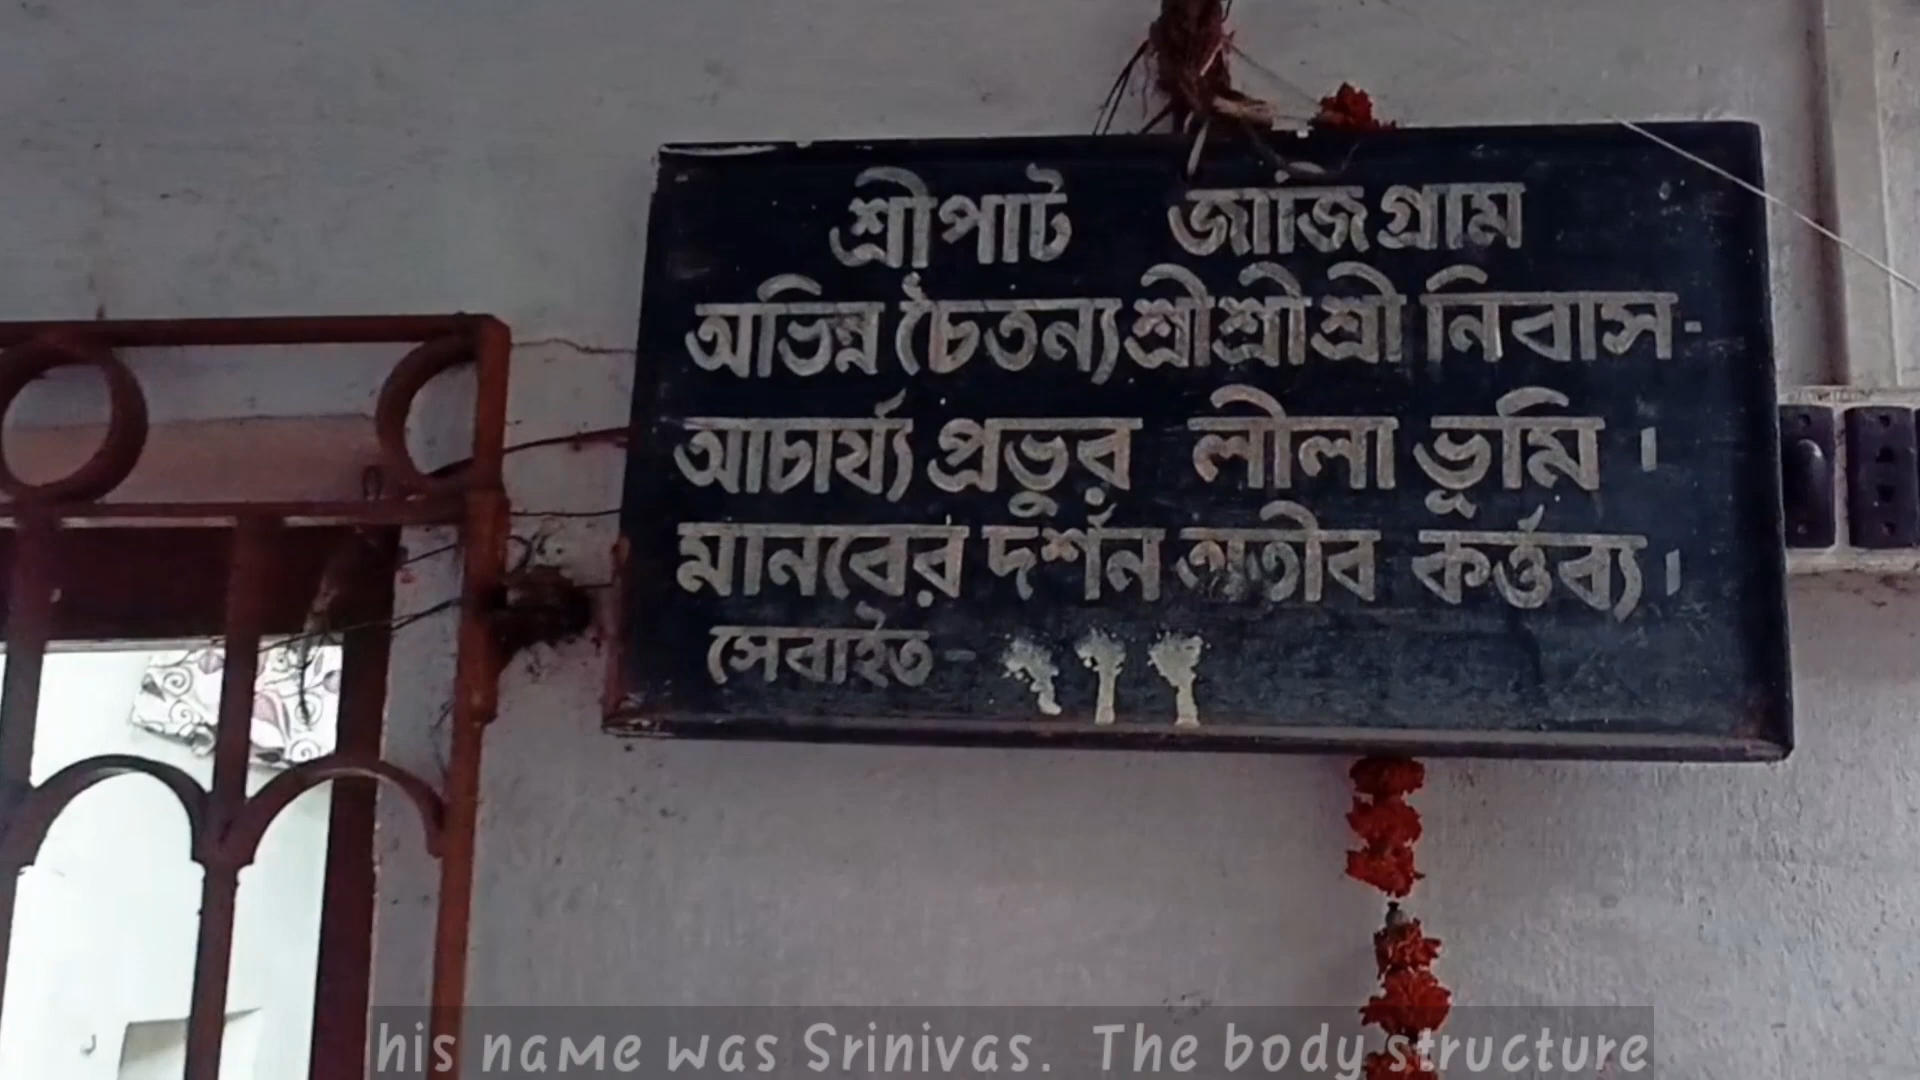 শ্রীপাট জাজিগ্রাম
অভিন্ন চৈতন্য শ্রীশ্রীশ্রীনিবাস-
আচার্য্য প্রভুর লীলা ভূমি ।
মানবের দর্শন অতীব কর্ত্তব্য ।
সেবাইত -
his name was Srinivas. The body structure